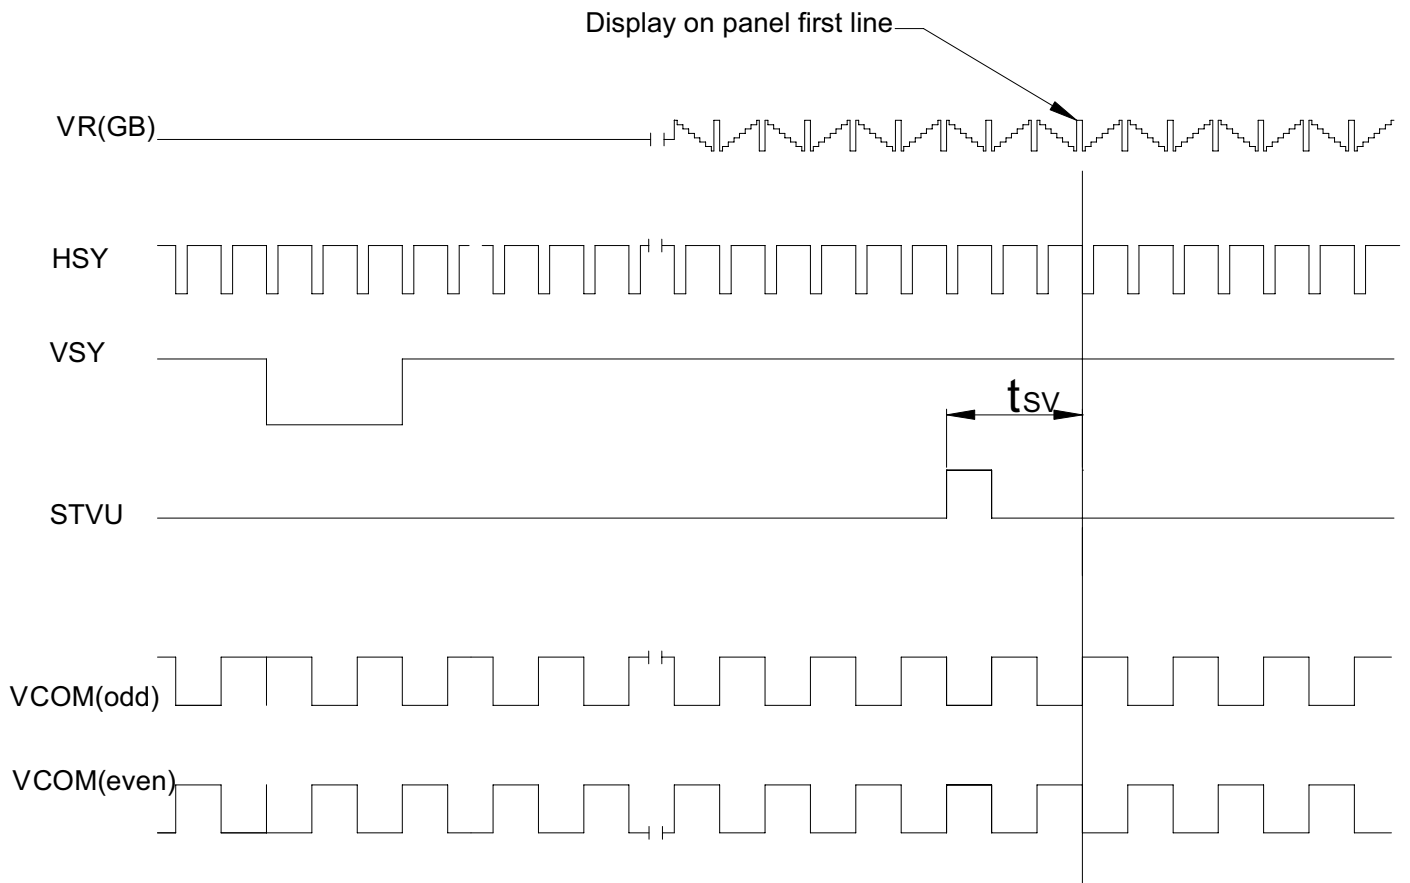 Display on panel first line
VR(GB)
HSY
VSY
tSV
STVU
VCOM(odd)
VCOM(even)